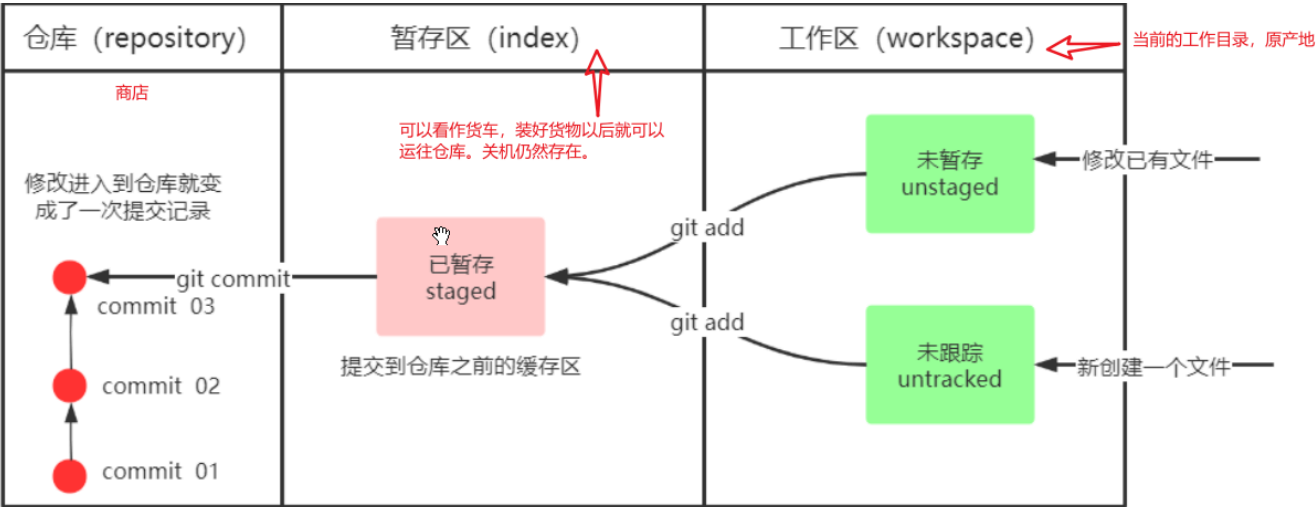 仓库（repository）
暂存区（index）
工作区（workspace）
当前的工作目录，原产地
商店
可以看作货车，装好货物以后就可以
运往仓库。关机仍然存在。
未暂存
unstaged
修改已有文件
修改进入到仓库就变
成了一次提交记录
git add
已暂存
staged
git commit
commit 03
git add
提交到仓库之前的缓存区
未跟踪
untracked
新创建一个文件
commit 02
commit 01